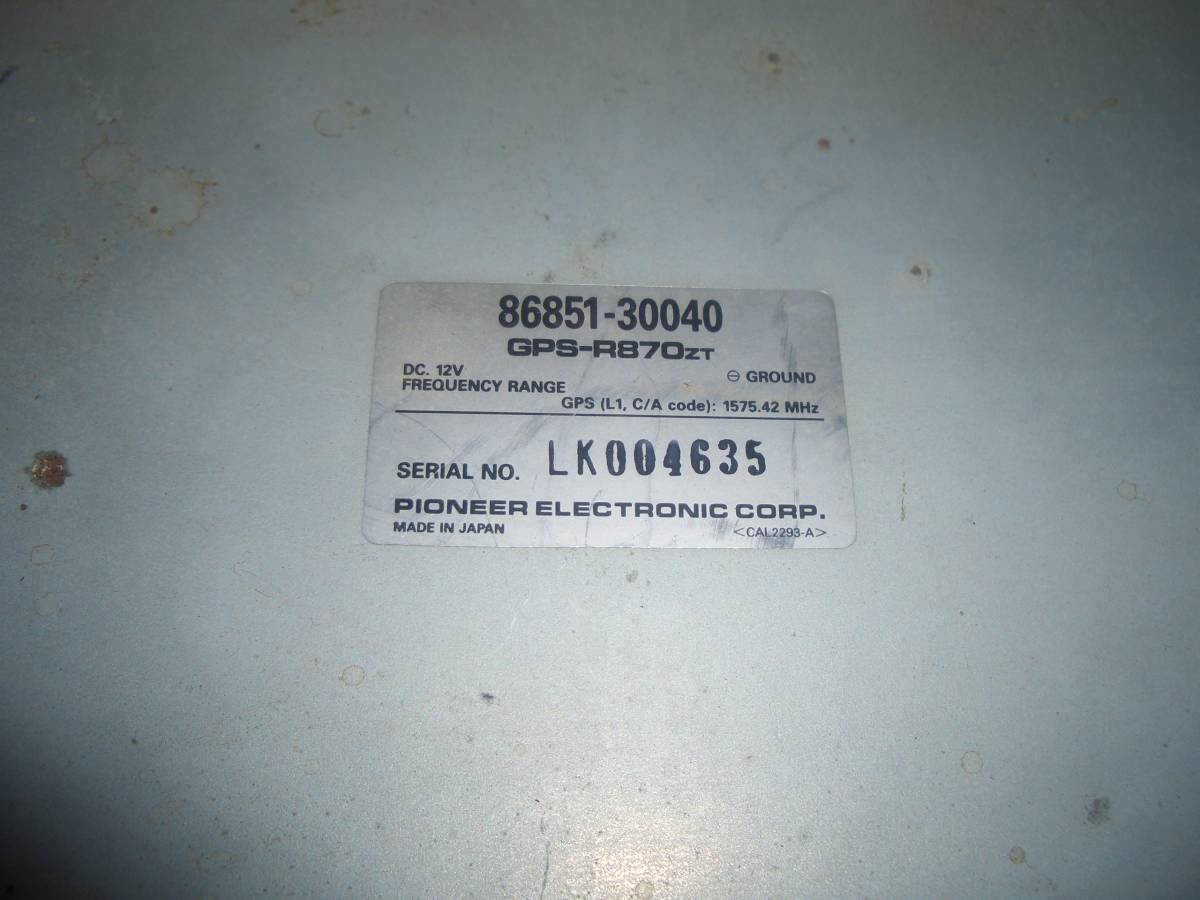 86851-30040
GPS-R870ZT
DC. 12V
⊖ GROUND
FREQUENCY RANGE
GPS (L1, C/A code): 1575.42 MHz
SERIAL NO. LK004635
PIONEER ELECTRONIC CORP.
MADE IN JAPAN <CAL2293-A>